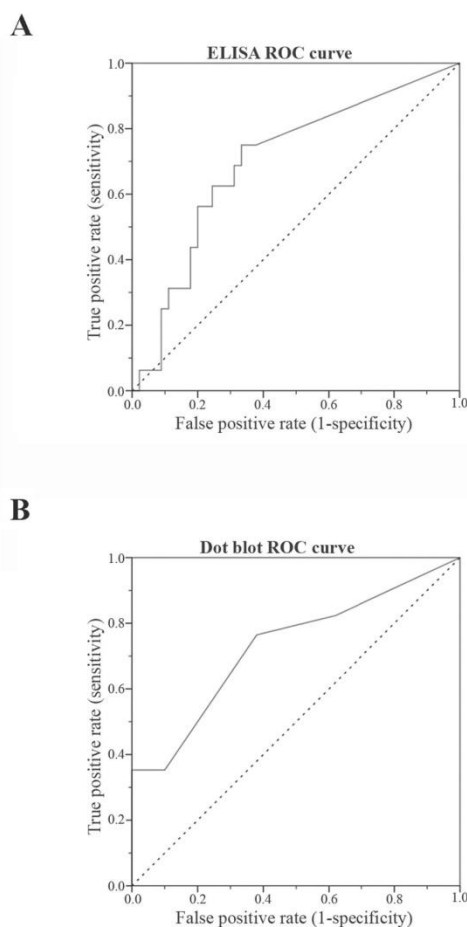 A
ELISA ROC curve
True positive rate (sensitivity)
1.0
0.8
0.6
0.4
0.2
0.0
0.0 0.2 0.4 0.6 0.8 1.0
False positive rate (1-specificity)
B
Dot blot ROC curve
True positive rate (sensitivity)
1.0
0.8
0.6
0.4
0.2
0.0
0.0 0.2 0.4 0.6 0.8 1.0
False positive rate (1-specificity)